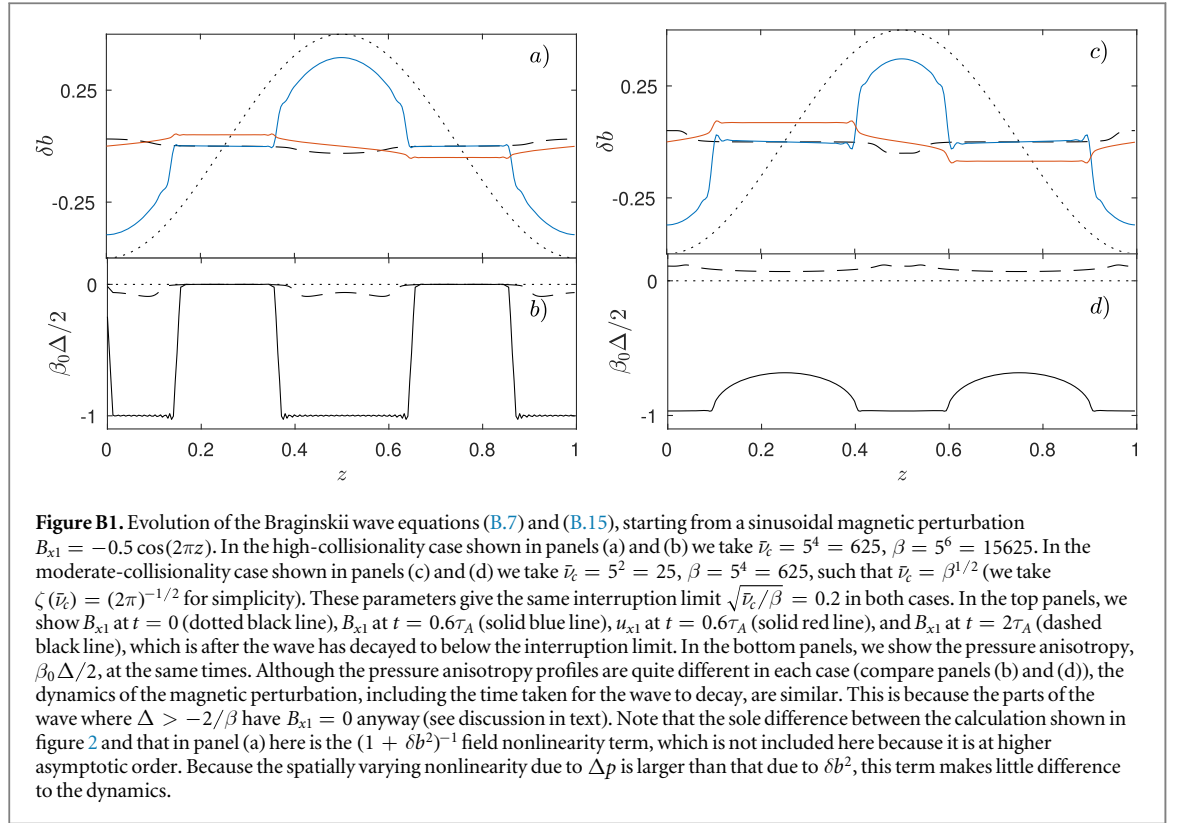 a)
δb
0.25
-0.25
c)
δb
0.25
-0.25
b)
β₀Δ/2
0
-1
0 0.2 0.4 0.6 0.8 1
z
d)
β₀Δ/2
0
-1
0 0.2 0.4 0.6 0.8 1
z
Figure B1. Evolution of the Braginskii wave equations (B.7) and (B.15), starting from a sinusoidal magnetic perturbation
Bₓ₁ = −0.5 cos(2πz). In the high-collisionality case shown in panels (a) and (b) we take ν̄_c = 5⁴ = 625, β = 5⁶ = 15625. In the
moderate-collisionality case shown in panels (c) and (d) we take ν̄_c = 5² = 25, β = 5⁴ = 625, such that ν̄_c = β^{1/2} (we take
ζ(ν̄_c) = (2π)^{−1/2} for simplicity). These parameters give the same interruption limit √(ν̄_c/β) = 0.2 in both cases. In the top panels, we
show Bₓ₁ at t = 0 (dotted black line), Bₓ₁ at t = 0.6τ_A (solid blue line), uₓ₁ at t = 0.6τ_A (solid red line), and Bₓ₁ at t = 2τ_A (dashed
black line), which is after the wave has decayed to below the interruption limit. In the bottom panels, we show the pressure anisotropy,
β₀Δ/2, at the same times. Although the pressure anisotropy profiles are quite different in each case (compare panels (b) and (d)), the
dynamics of the magnetic perturbation, including the time taken for the wave to decay, are similar. This is because the parts of the
wave where Δ > −2/β have Bₓ₁ = 0 anyway (see discussion in text). Note that the sole difference between the calculation shown in
figure 2 and that in panel (a) here is the (1 + δb²)⁻¹ field nonlinearity term, which is not included here because it is at higher
asymptotic order. Because the spatially varying nonlinearity due to Δp is larger than that due to δb², this term makes little difference
to the dynamics.